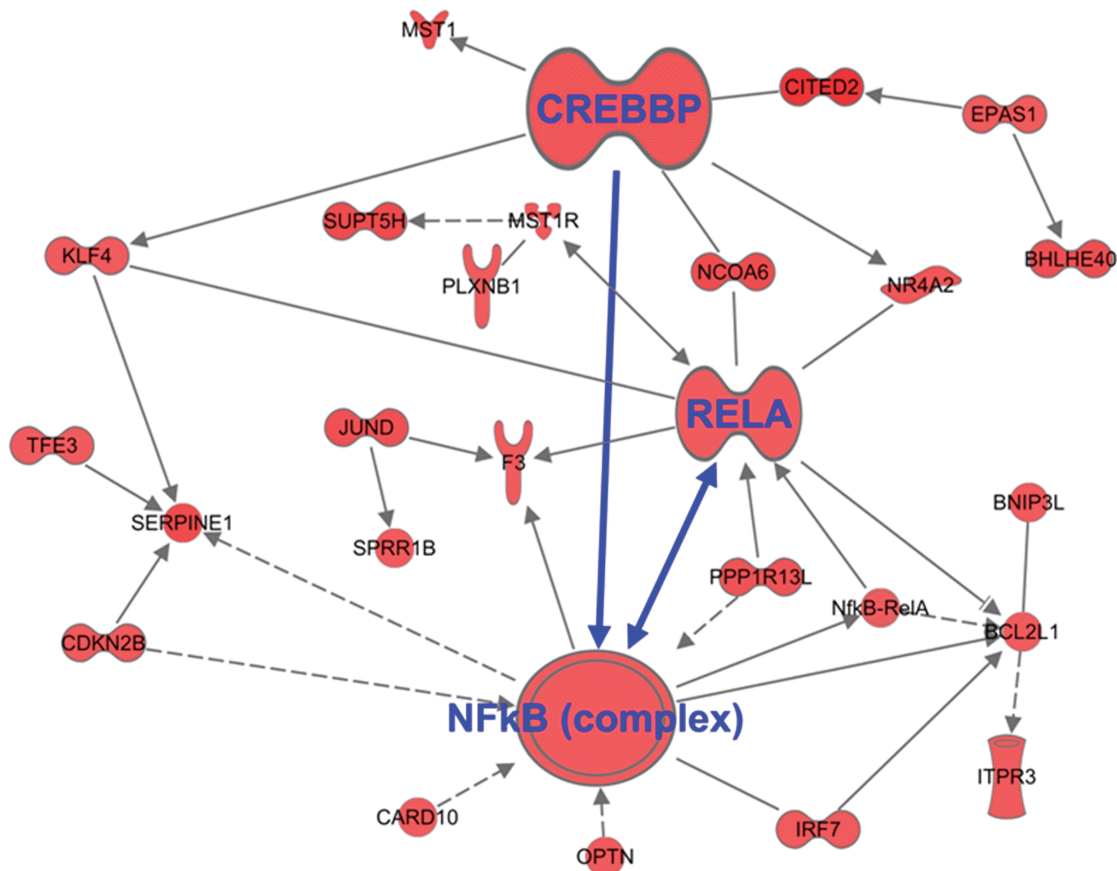 MST1
CREBBP
CITED2
EPAS1
SUPT5H
MST1R
KLF4
PLXNB1
NCOA6
NR4A2
BHLHE40
RELA
TFE3
JUND
F3
SERPINE1
SPRR1B
BNIP3L
PPP1R13L
NfkB-RelA
BCL2L1
CDKN2B
NFkB (complex)
ITPR3
CARD10
IRF7
OPTN